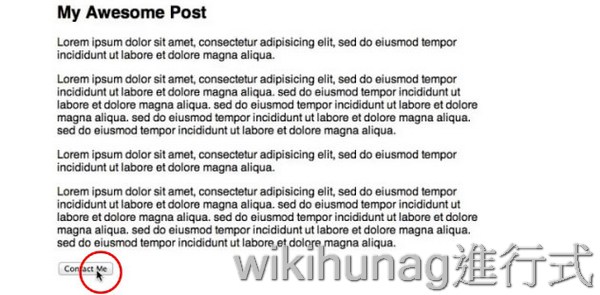 My Awesome Post
Lorem ipsum dolor sit amet, consectetur adipisicing elit, sed do eiusmod tempor
incididunt ut labore et dolore magna aliqua.
Lorem ipsum dolor sit amet, consectetur adipisicing elit, sed do eiusmod tempor
incididunt ut labore et dolore magna aliqua. sed do eiusmod tempor incididunt ut
labore et dolore magna aliqua. sed do eiusmod tempor incididunt ut labore et dolore
magna aliqua. sed do eiusmod tempor incididunt ut labore et dolore magna aliqua.
sed do eiusmod tempor incididunt ut labore et dolore magna aliqua.
Lorem ipsum dolor sit amet, consectetur adipisicing elit, sed do eiusmod tempor
incididunt ut labore et dolore magna aliqua.
Lorem ipsum dolor sit amet, consectetur adipisicing elit, sed do eiusmod tempor
incididunt ut labore et dolore magna aliqua. sed do eiusmod tempor incididunt ut
labore et dolore magna aliqua. sed do eiusmod tempor incididunt ut labore et dolore
magna aliqua. sed do eiusmod tempor incididunt ut labore et dolore magna aliqua.
sed do eiusmod tempor incididunt ut labore et dolore magna aliqua.
Contact Me
wikihunag進行式